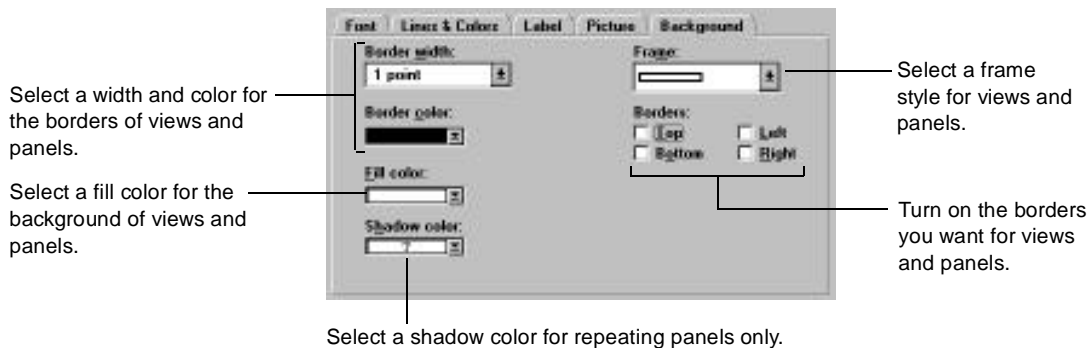 Font Lines & Colors Label Picture Background
Border width:
1 point
Border color:
Fill color:
Shadow color:
?
Frame:
Borders:
Top Left
Bottom Right
Select a width and color for
the borders of views and
panels.
Select a fill color for the
background of views and
panels.
Select a frame
style for views and
panels.
Turn on the borders
you want for views
and panels.
Select a shadow color for repeating panels only.